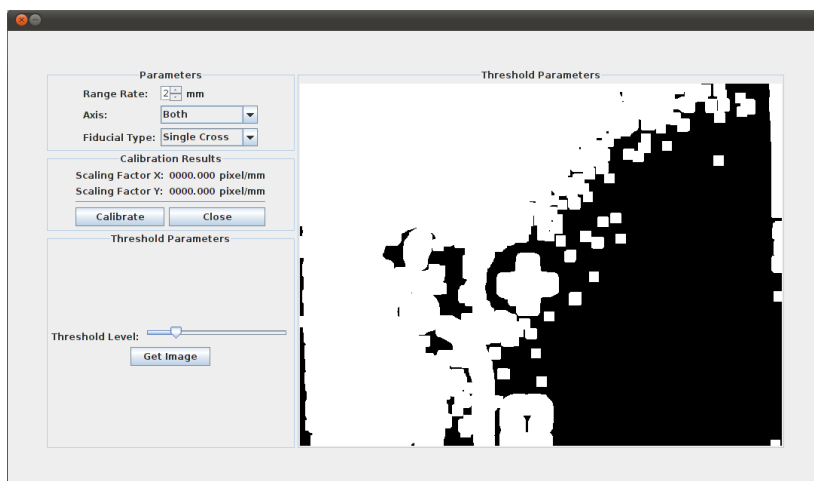 Parameters
Range Rate: 2 mm
Axis: Both
Fiducial Type: Single Cross
Calibration Results
Scaling Factor X: 0000.000 pixel/mm
Scaling Factor Y: 0000.000 pixel/mm
Calibrate Close
Threshold Parameters
Threshold Level:
Get Image
Threshold Parameters